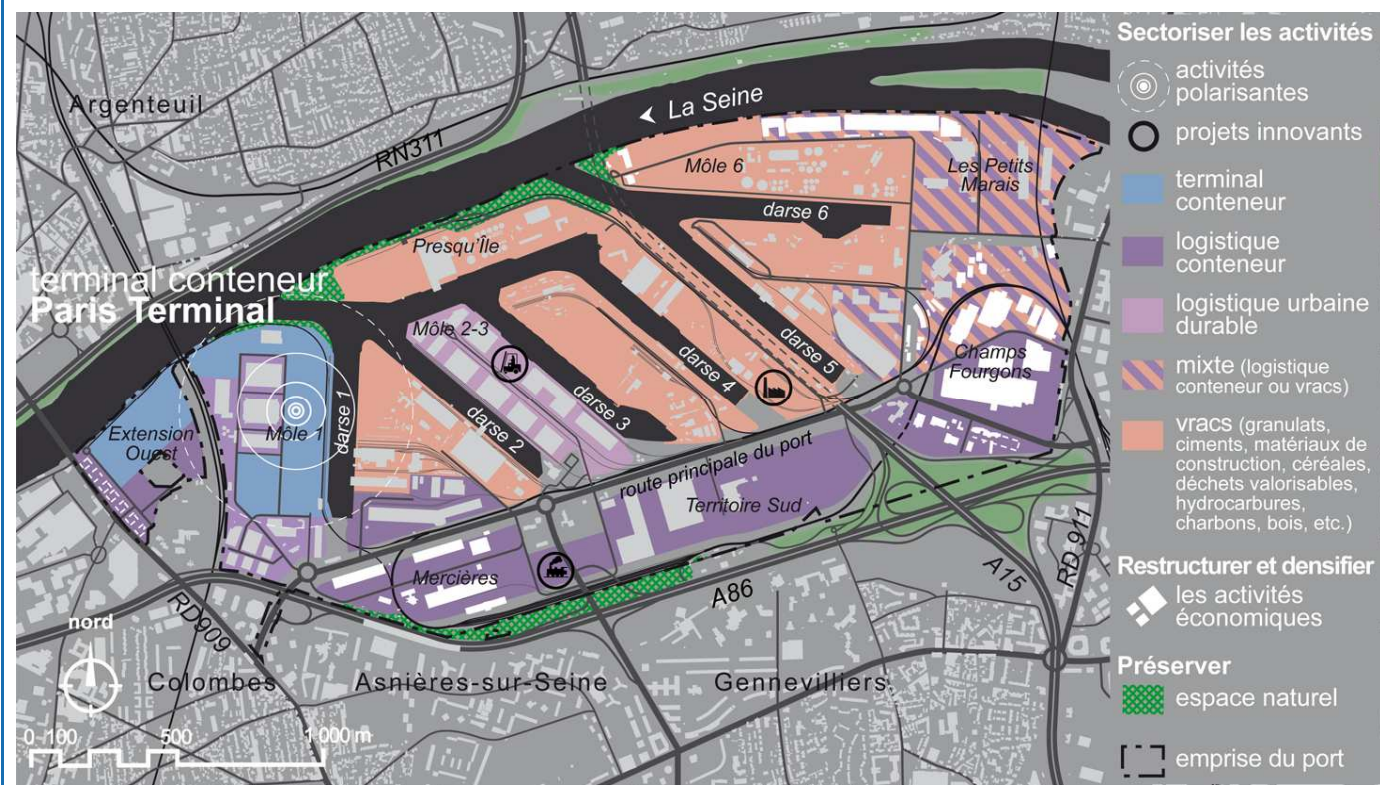 Argenteuil
RN311
La Seine
Môle 6
Les Petits
Marais
darse 6
Presqu'Île
terminal conteneur
Paris Terminal
Môle 2-3
darse 5
darse 4
Champs
Fourgons
darse 3
darse 2
darse 1
Môle 1
Extension
Ouest
route principale du port
Territoire Sud
Mercières
A86
A15
RD 911
RD909
nord
Colombes
Asnières-sur-Seine
Gennevilliers
0 100 500 1 000 m
Sectoriser les activités
activités
polarisantes
projets innovants
terminal
conteneur
logistique
conteneur
logistique urbaine
durable
mixte (logistique
conteneur ou vracs)
vracs (granulats,
ciments, matériaux de
construction, céréales,
déchets valorisables,
hydrocarbures,
charbons, bois, etc.)
Restructurer et densifier
les activités
économiques
Préserver
espace naturel
emprise du port